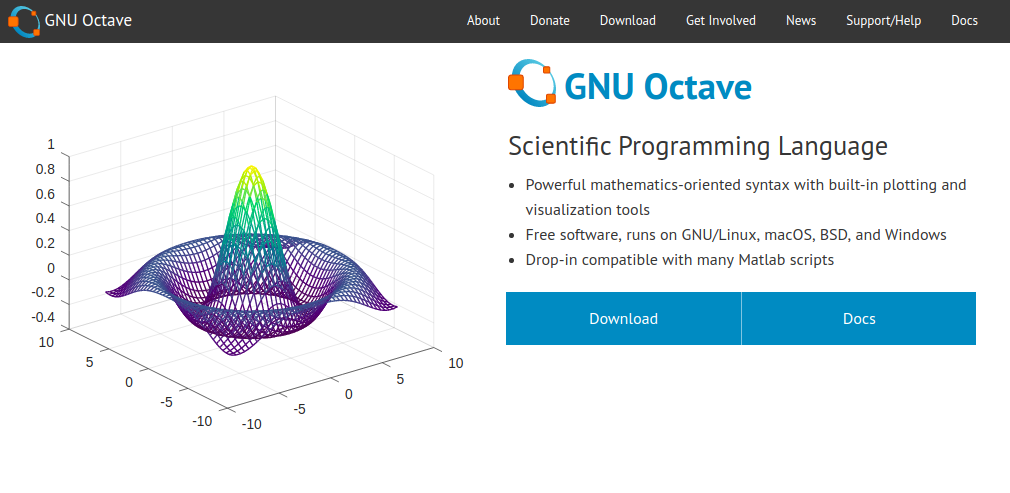 GNU Octave
About Donate Download Get Involved News Support/Help Docs
GNU Octave
Scientific Programming Language
• Powerful mathematics-oriented syntax with built-in plotting and
visualization tools
• Free software, runs on GNU/Linux, macOS, BSD, and Windows
• Drop-in compatible with many Matlab scripts
Download Docs
1
0.8
0.6
0.4
0.2
0
-0.2
-0.4
10
5
0
-5
-10
-10
-5
0
5
10